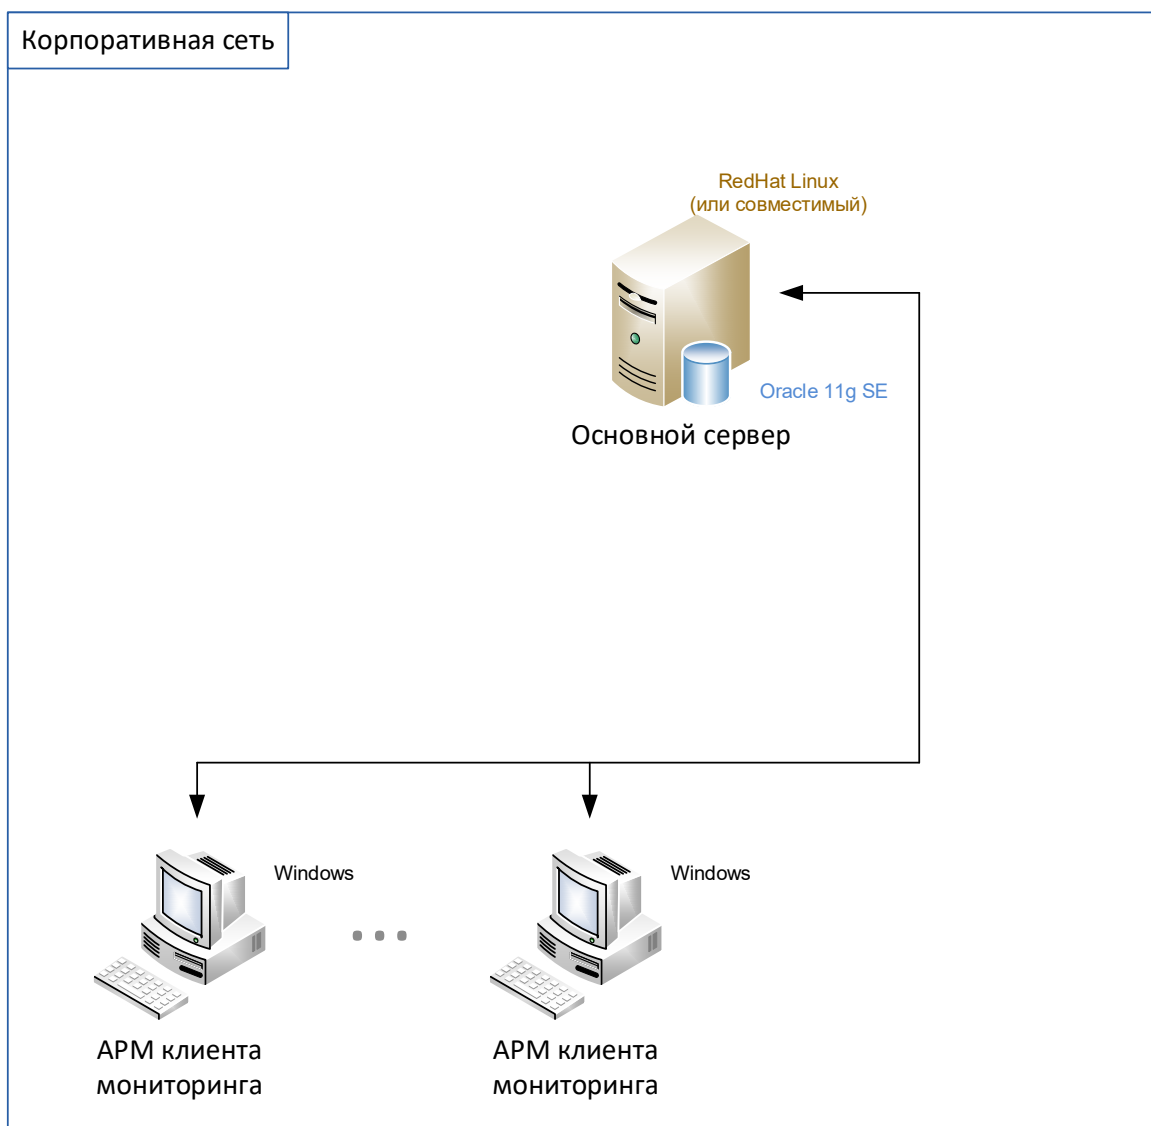 Корпоративная сеть
RedHat Linux
(или совместимый)
Oracle 11g SE
Основной сервер
Windows
Windows
АРМ клиента
мониторинга
АРМ клиента
мониторинга